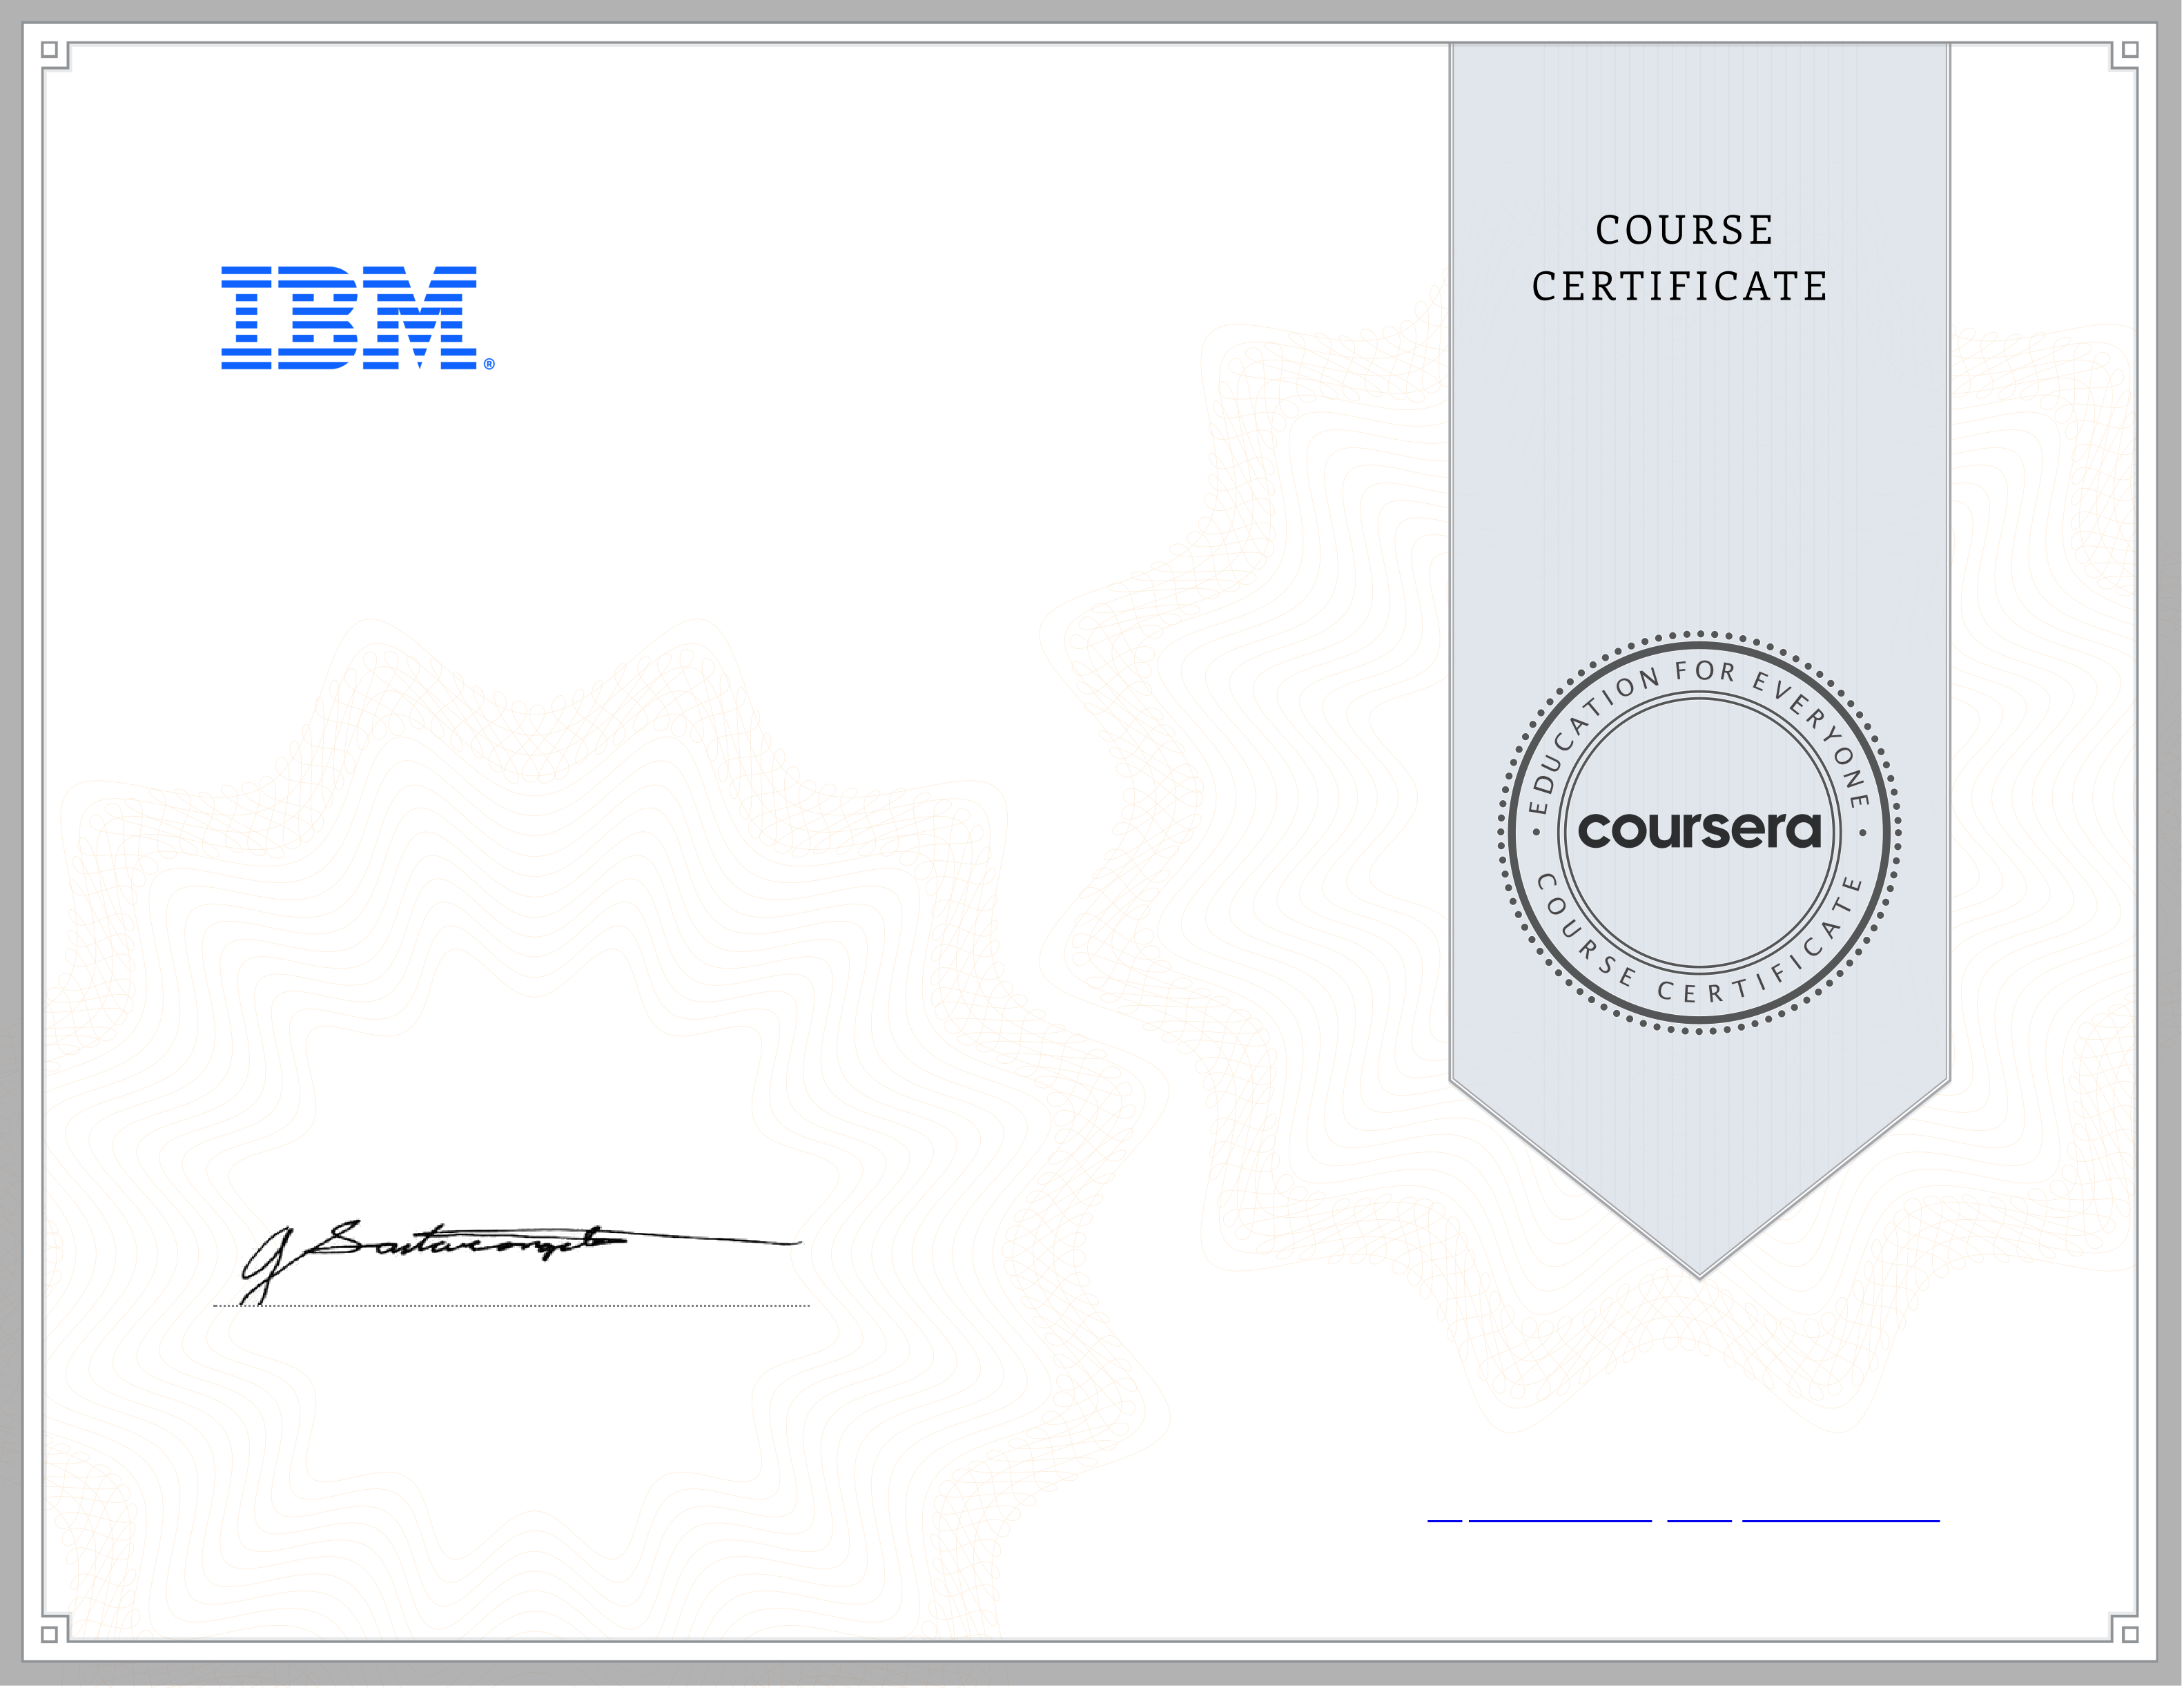 IBM®
COURSE
CERTIFICATE
EDUCATION FOR EVERYONE
coursera
COURSE CERTIFICATE